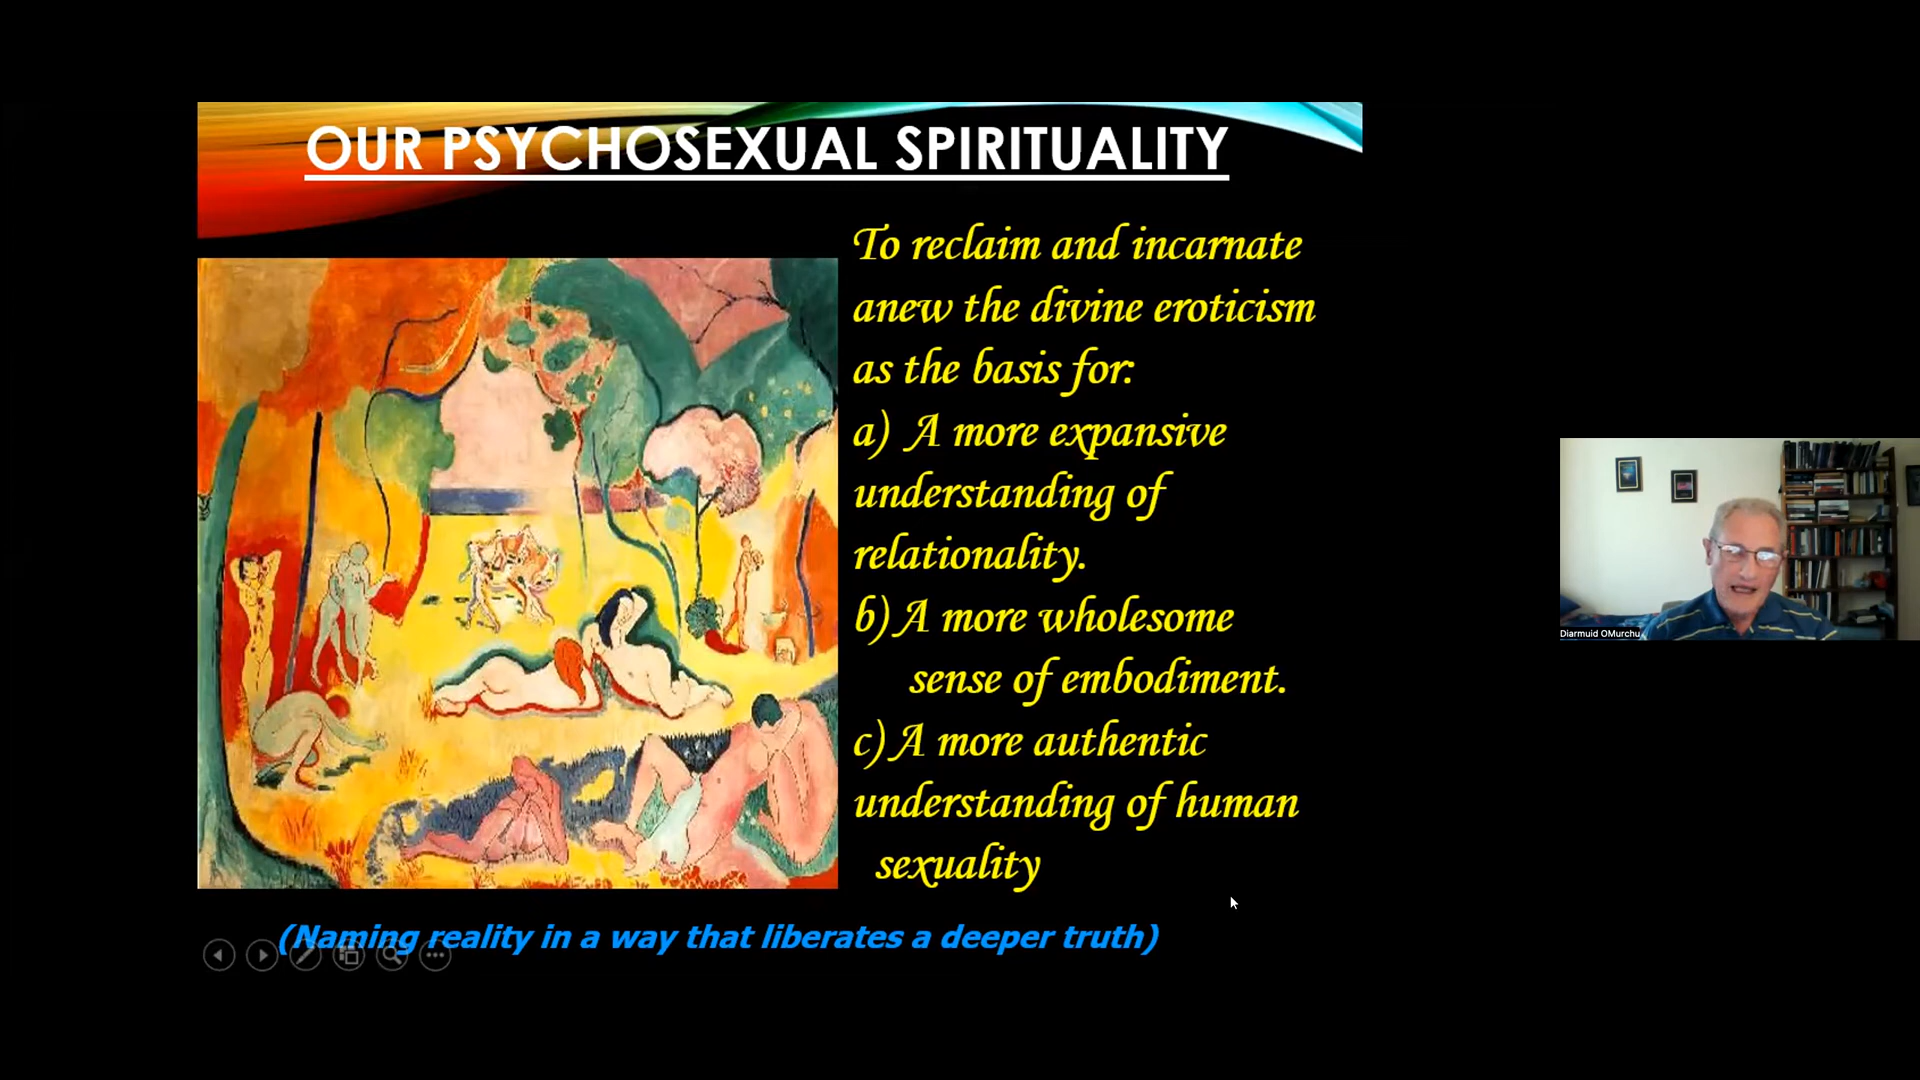 OUR PSYCHOSEXUAL SPIRITUALITY
To reclaim and incarnate
anew the divine eroticism
as the basis for:
a) A more expansive
understanding of
relationality.
b) A more wholesome
sense of embodiment.
c) A more authentic
understanding of human
sexuality
(Naming reality in a way that liberates a deeper truth)
Diarmuid OMurchu